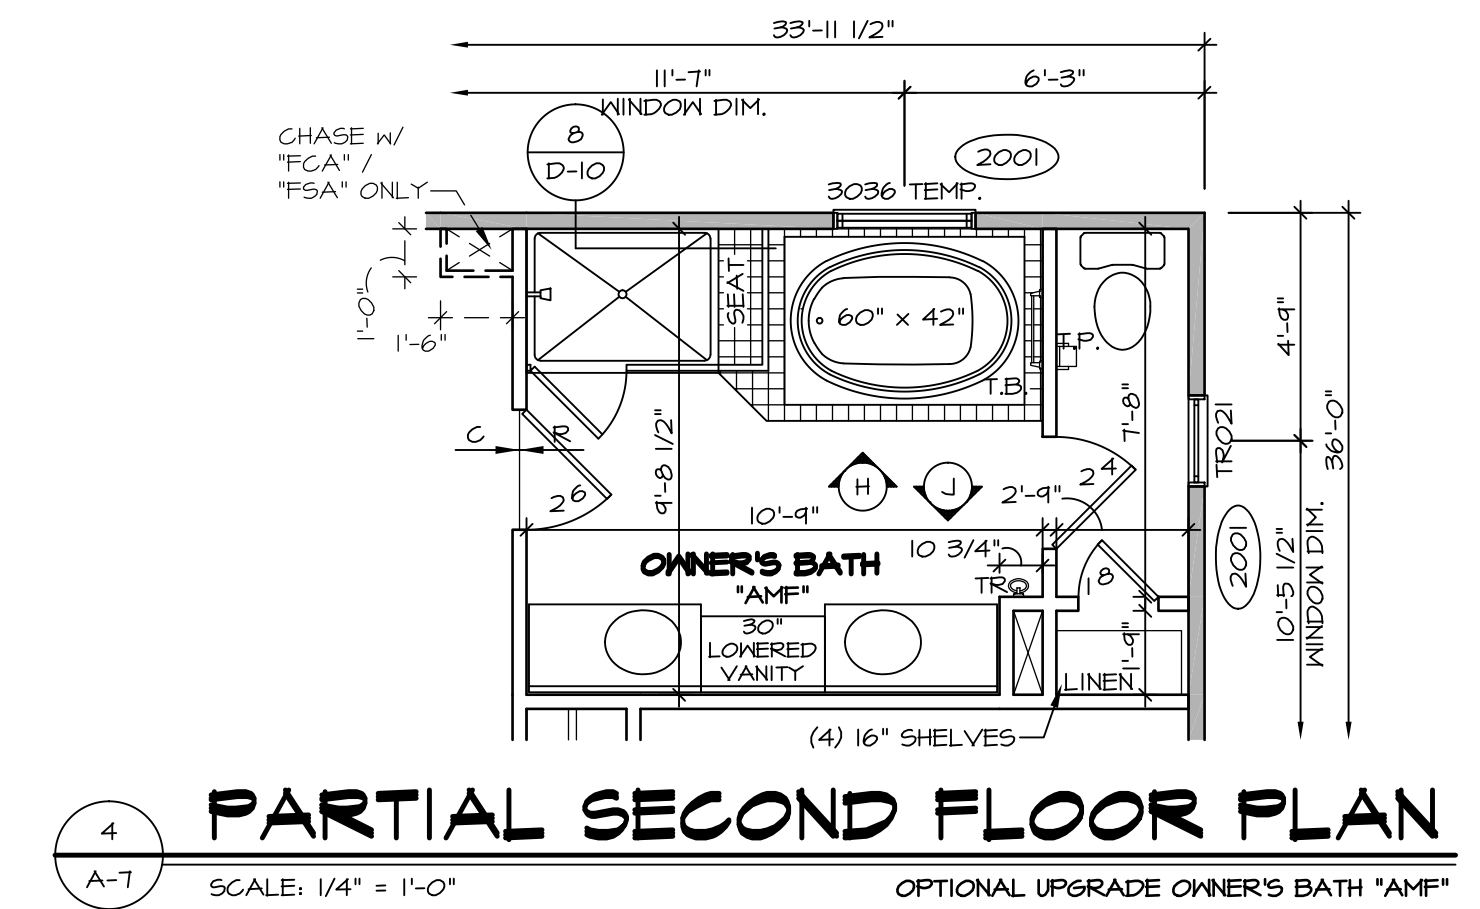 33'-11 1/2"
11'-7"
6'-3"
WINDOW DIM.
8
D-10
CHASE w/
"FCA" /
"FSA" ONLY
2001
3036 TEMP.
1'-0"
1'-6"
SEAT
60" x 42"
T.P.
T.B.
4'-9"
36'-0"
7'-8"
TR021
C
R
9'-8 1/2"
26
H
J
24
2'-9"
10'-9"
10 3/4"
OWNER'S BATH
"AMF"
TR
18
2001
10'-5 1/2"
WINDOW DIM.
30"
LOWERED
VANITY
1'-9"
LINEN
(4) 16" SHELVES
4
A-7
PARTIAL SECOND FLOOR PLAN
SCALE: 1/4" = 1'-0"
OPTIONAL UPGRADE OWNER'S BATH "AMF"